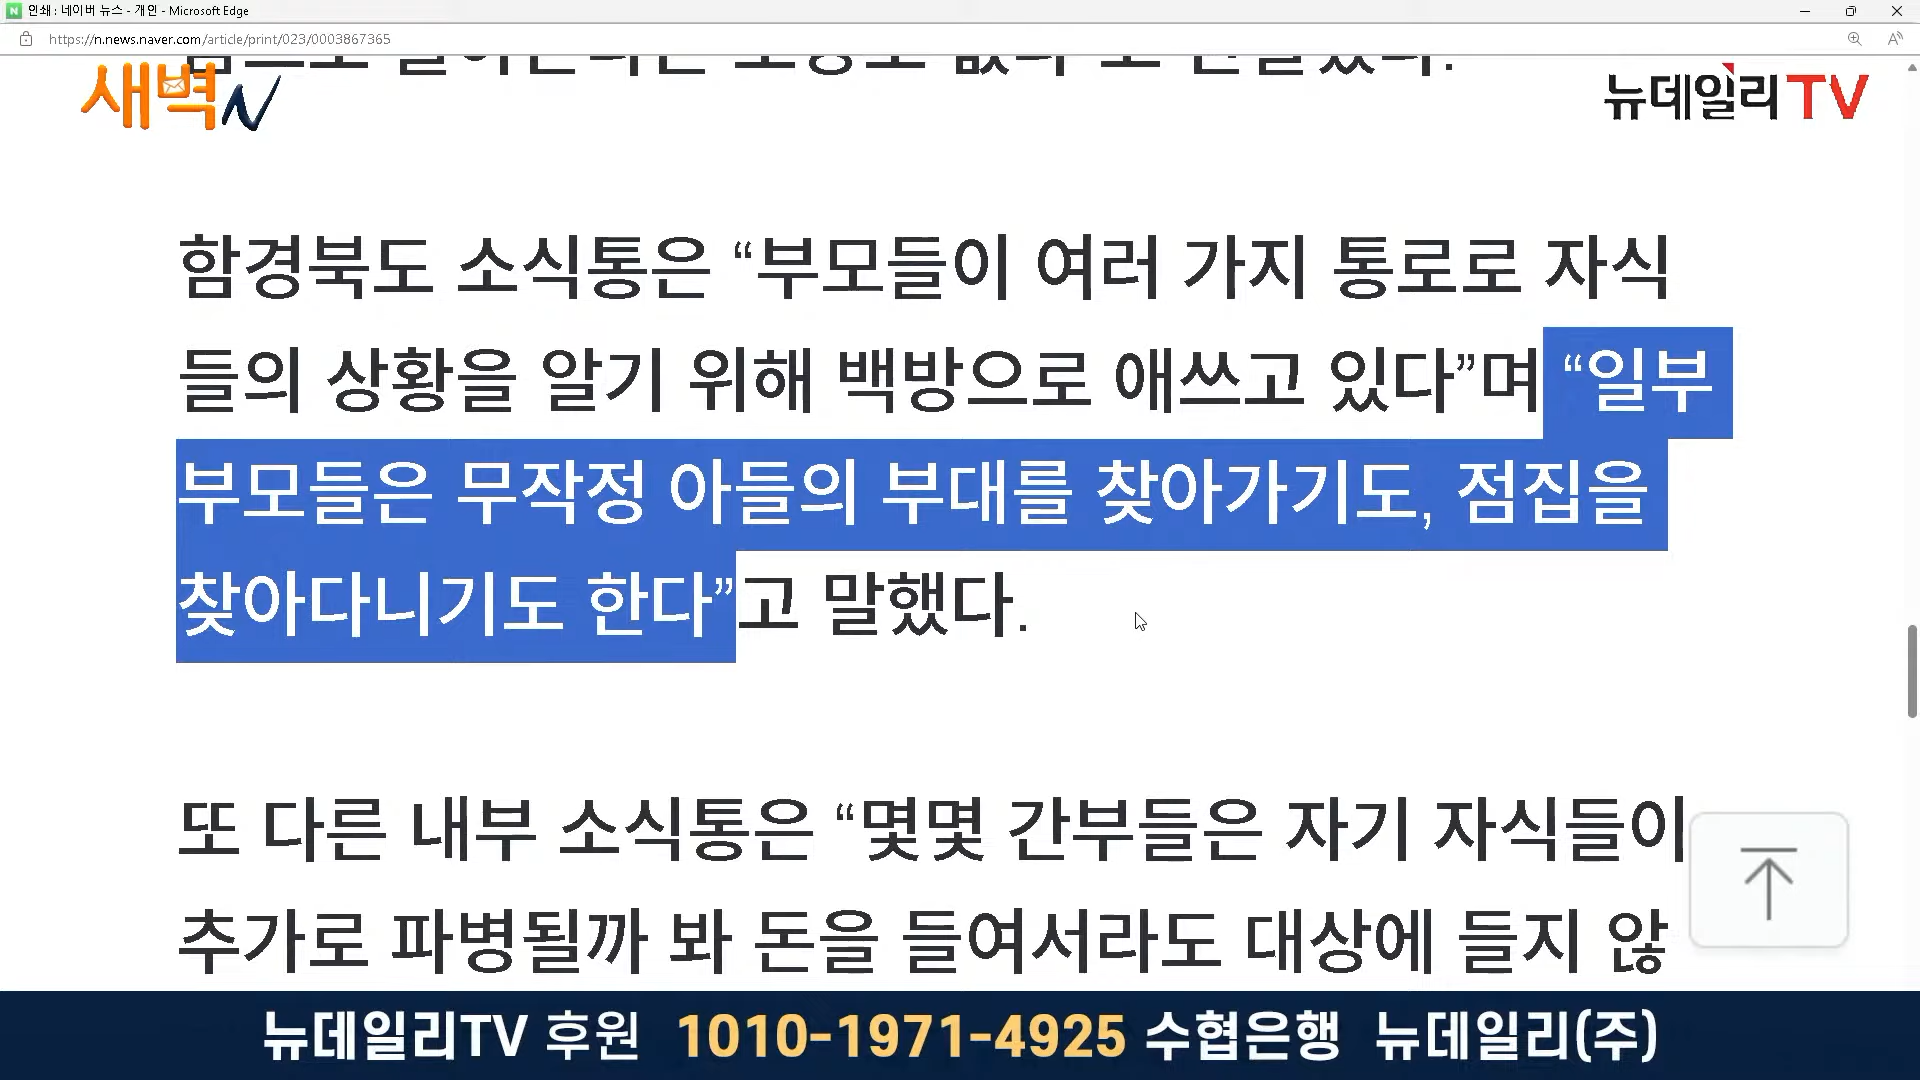 인쇄 : 네이버 뉴스 - 개인 - Microsoft Edge
https://n.news.naver.com/article/print/023/0003867365
새벽N
뉴데일리TV
함경북도 소식통은 “부모들이 여러 가지 통로로 자식
들의 상황을 알기 위해 백방으로 애쓰고 있다”며 “일부
부모들은 무작정 아들의 부대를 찾아가기도, 점집을
찾아다니기도 한다”고 말했다.
또 다른 내부 소식통은 “몇몇 간부들은 자기 자식들이
추가로 파병될까 봐 돈을 들여서라도 대상에 들지 않
뉴데일리TV 후원 1010-1971-4925 수협은행 뉴데일리(주)